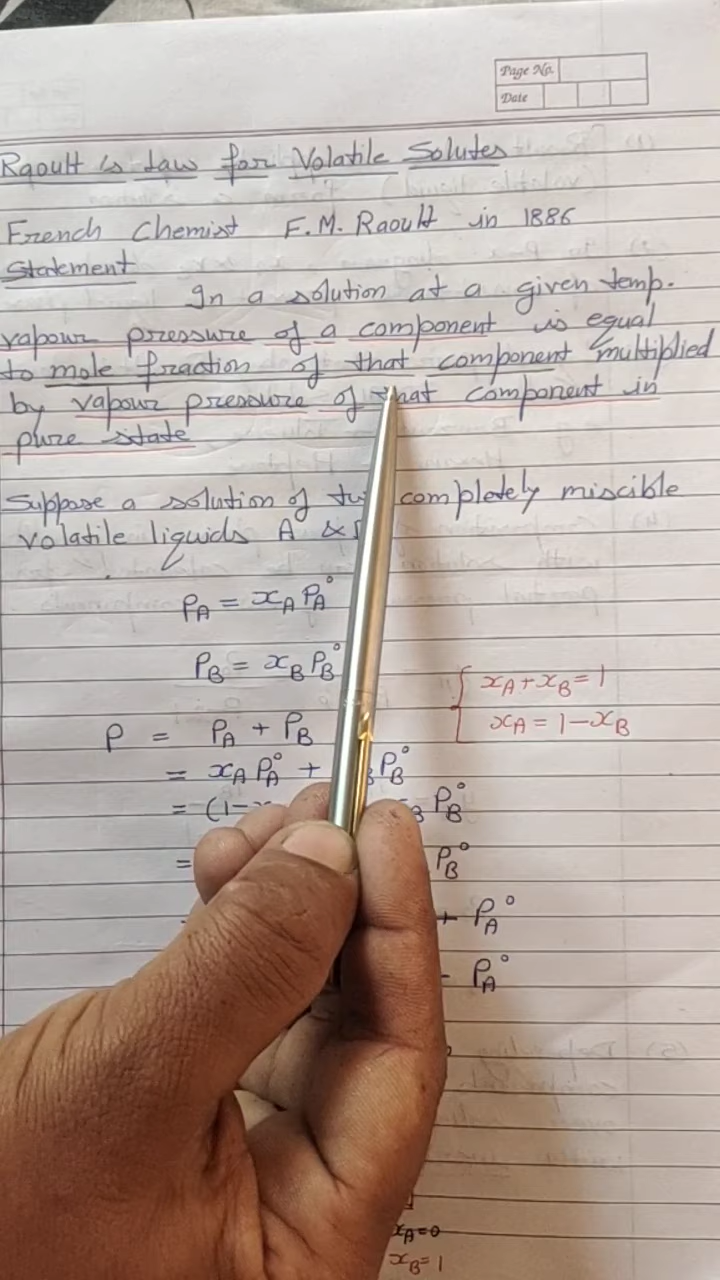 Page No.
Date
Raoult's Law for Volatile Solutes
French Chemist F.M. Raoult in 1886
Statement
In a solution at a given temp.
vapour pressure of a component is equal
to mole fraction of that component multiplied
by vapour pressure of that component in
pure state
Suppose a solution of completely miscible
volatile liquids A &
P_A = x_A P_A°
P_B = x_B P_B°
x_A + x_B = 1
x_A = 1 - x_B
P = P_A + P_B
= x_A P_A° + _B P_B°
= (1- _B P_B°
= P_B°
+ P_A°
- P_A°
x_A = 0
x_B = 1